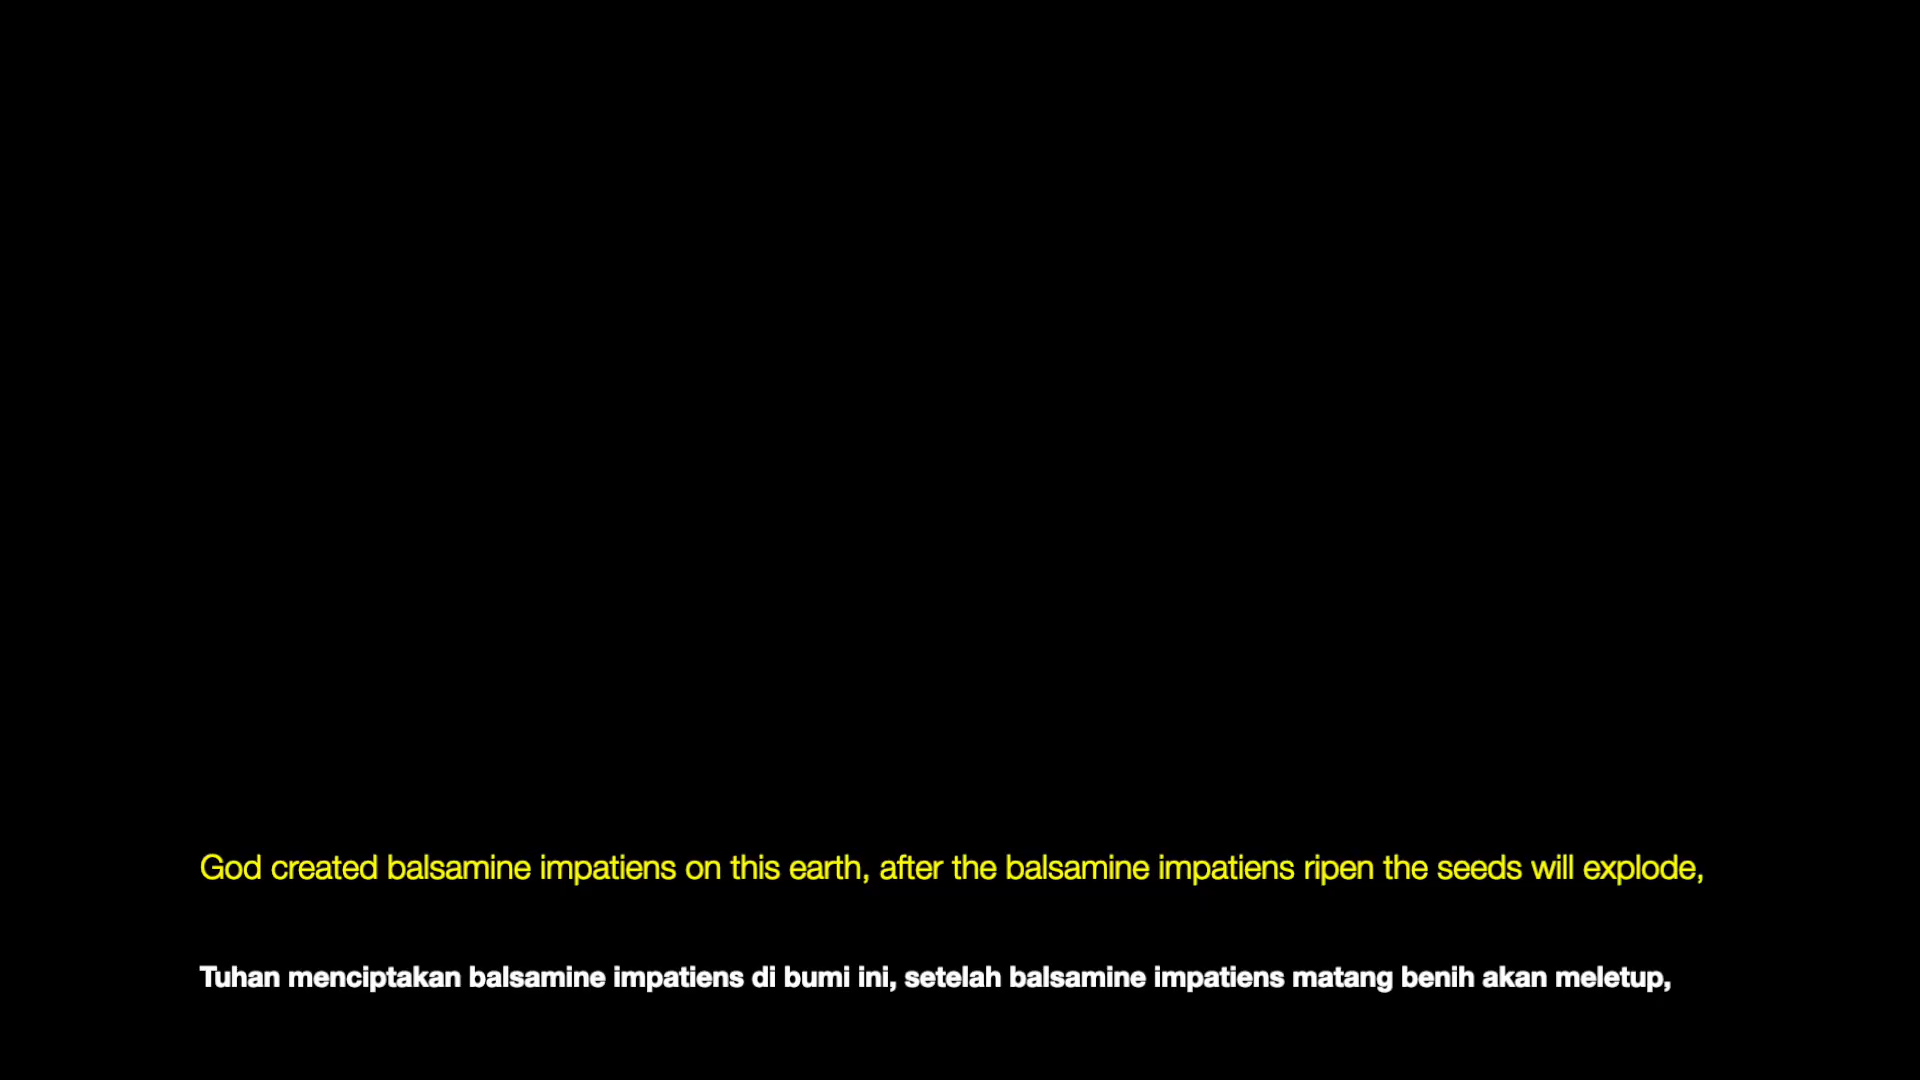 God created balsamine impatiens on this earth, after the balsamine impatiens ripen the seeds will explode,
Tuhan menciptakan balsamine impatiens di bumi ini, setelah balsamine impatiens matang benih akan meletup,